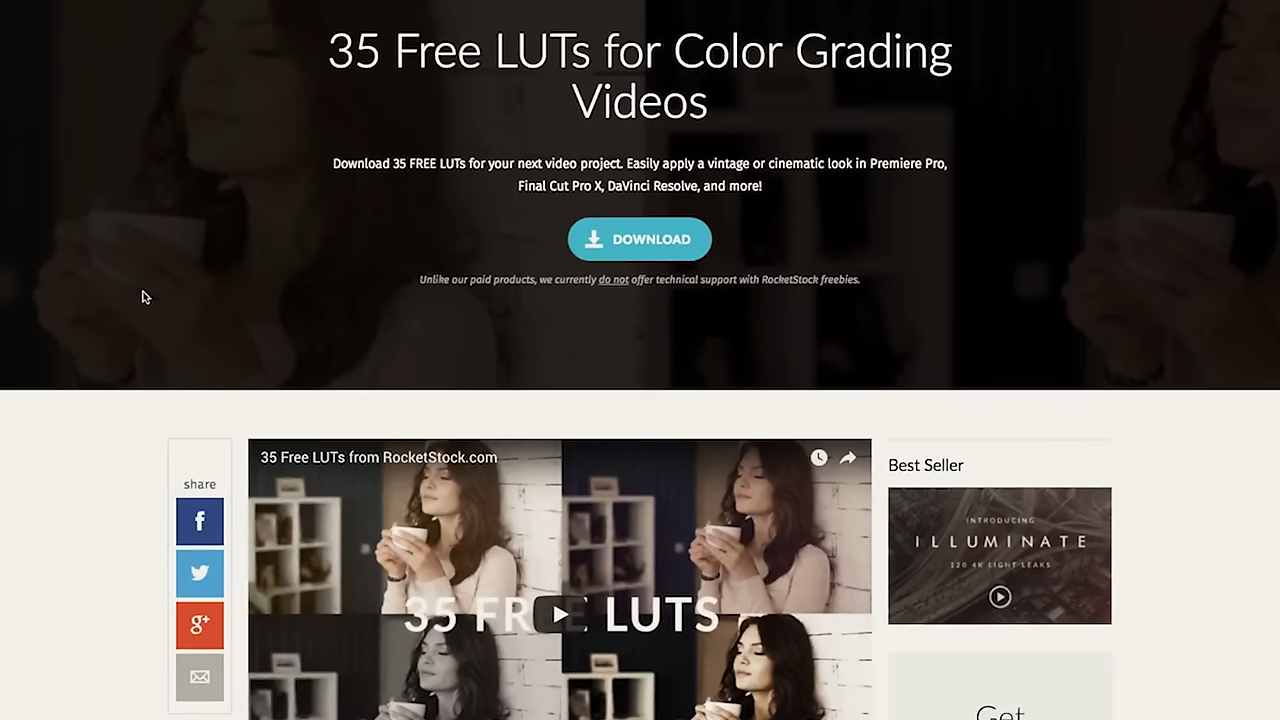 35 Free LUTs for Color Grading
Videos
Download 35 FREE LUTs for your next video project. Easily apply a vintage or cinematic look in Premiere Pro,
Final Cut Pro X, DaVinci Resolve, and more!
DOWNLOAD
Unlike our paid products, we currently do not offer technical support with RocketStock freebies.
share
f
g+
35 Free LUTs from RocketStock.com
35 FREE LUTS
Best Seller
INTRODUCING
ILLUMINATE
120 4K LIGHT LEAKS
Get